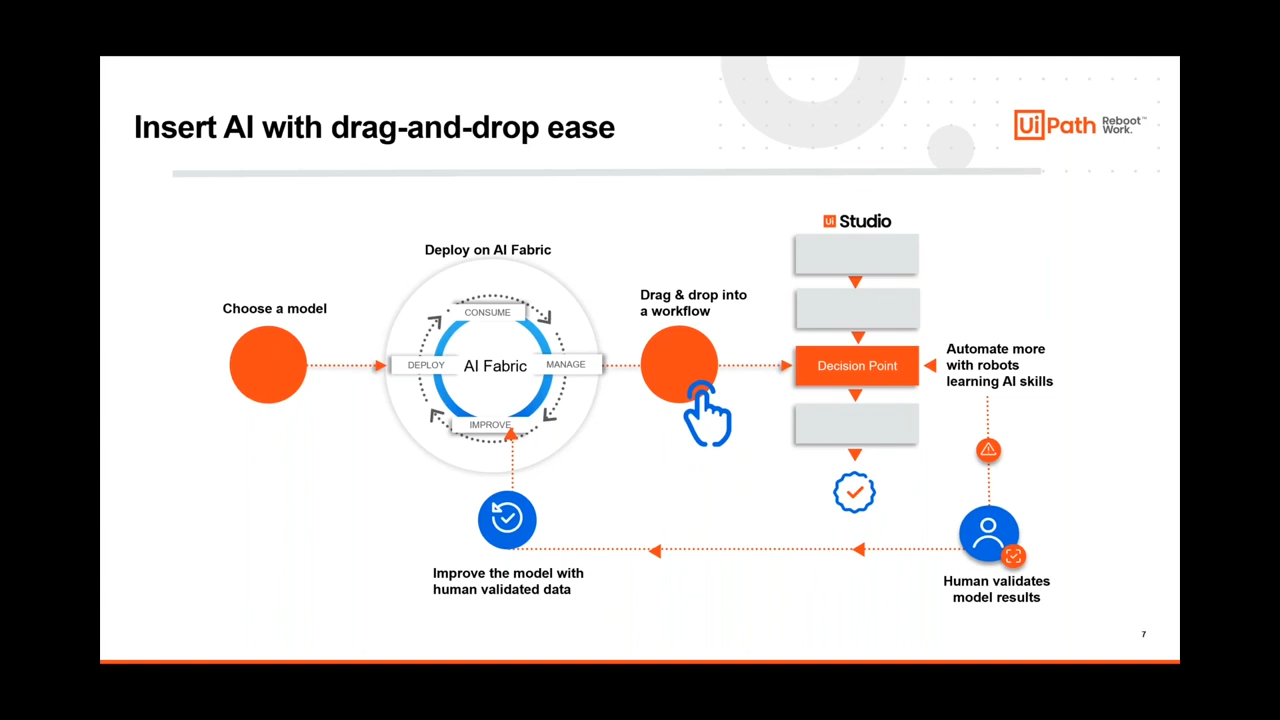 Insert AI with drag-and-drop ease
UiPath Reboot Work.™
Ui Studio
Deploy on AI Fabric
Choose a model
Drag & drop into
a workflow
CONSUME
DEPLOY
AI Fabric
MANAGE
IMPROVE
Decision Point
Automate more
with robots
learning AI skills
Improve the model with
human validated data
Human validates
model results
7